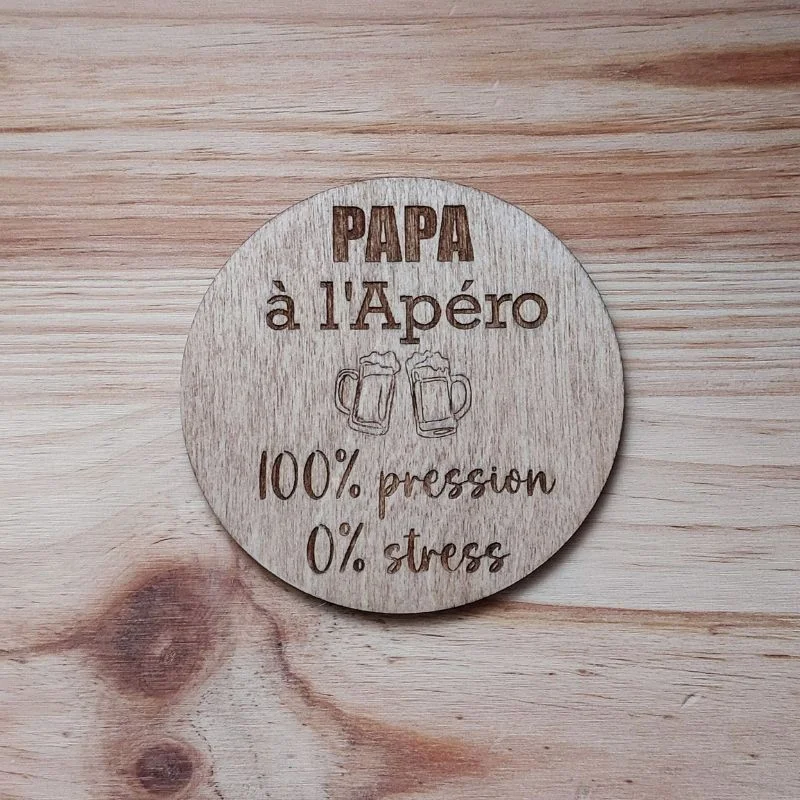 PAPA
à l'Apéro
100% pression
0% stress